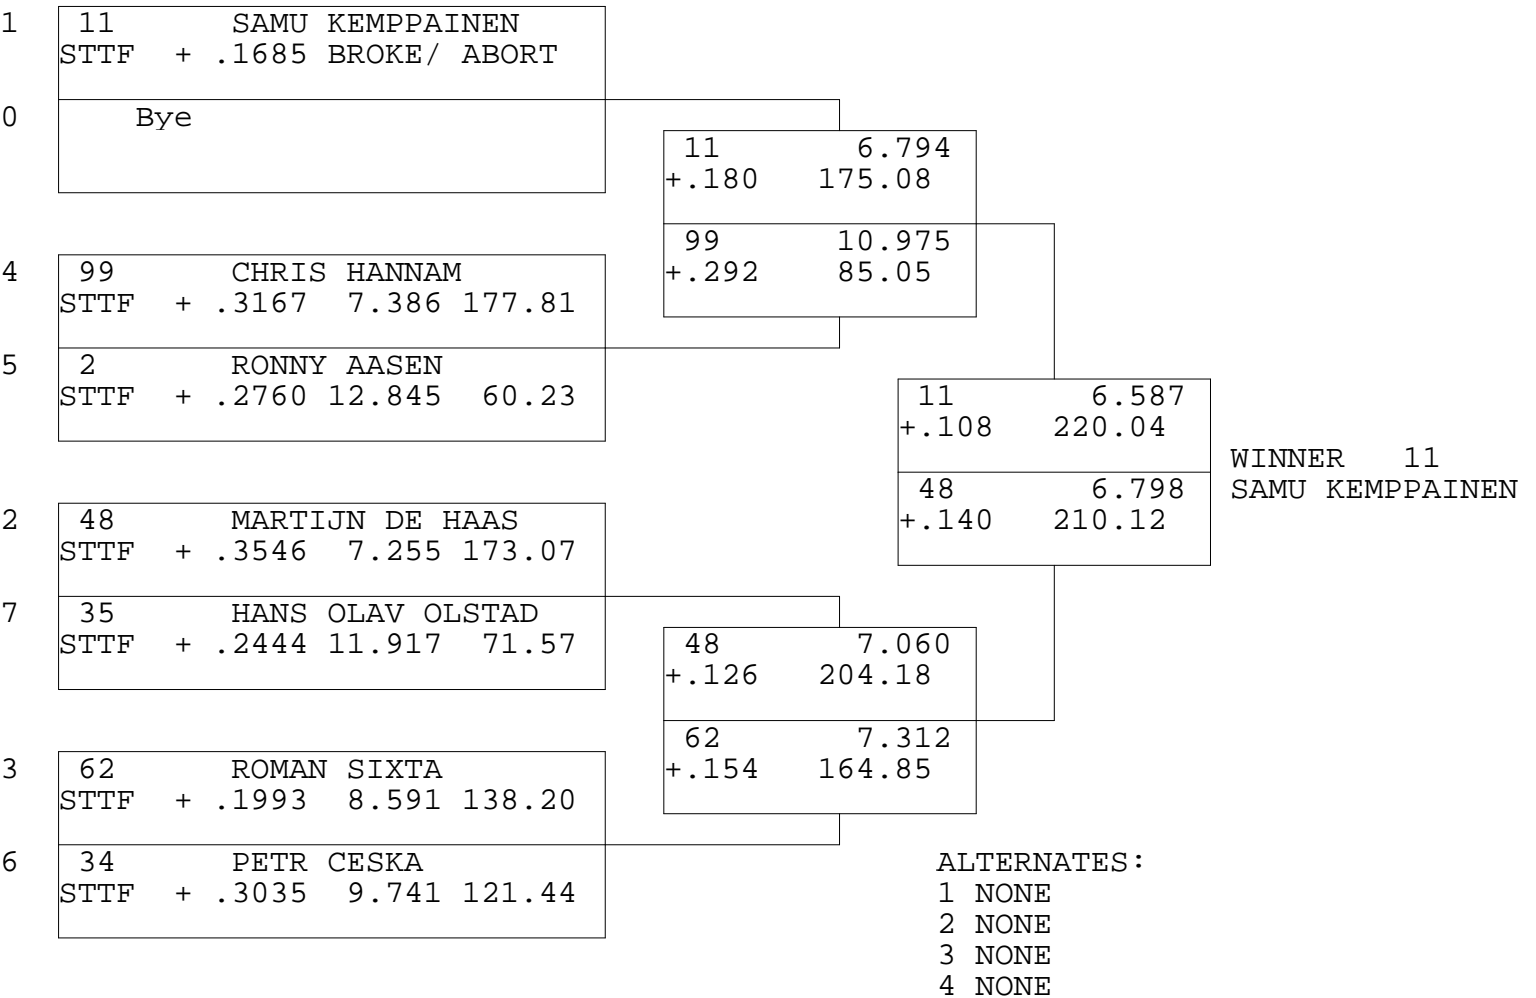 1 11 SAMU KEMPPAINEN
STTF + .1685 BROKE/ ABORT
0 Bye
11 6.794
+.180 175.08
99 10.975
+.292 85.05
4 99 CHRIS HANNAM
STTF + .3167 7.386 177.81
5 2 RONNY AASEN
STTF + .2760 12.845 60.23
11 6.587
+.108 220.04
48 6.798
+.140 210.12
WINNER 11
SAMU KEMPPAINEN
2 48 MARTIJN DE HAAS
STTF + .3546 7.255 173.07
7 35 HANS OLAV OLSTAD
STTF + .2444 11.917 71.57
48 7.060
+.126 204.18
62 7.312
+.154 164.85
3 62 ROMAN SIXTA
STTF + .1993 8.591 138.20
6 34 PETR CESKA
STTF + .3035 9.741 121.44
ALTERNATES:
1 NONE
2 NONE
3 NONE
4 NONE